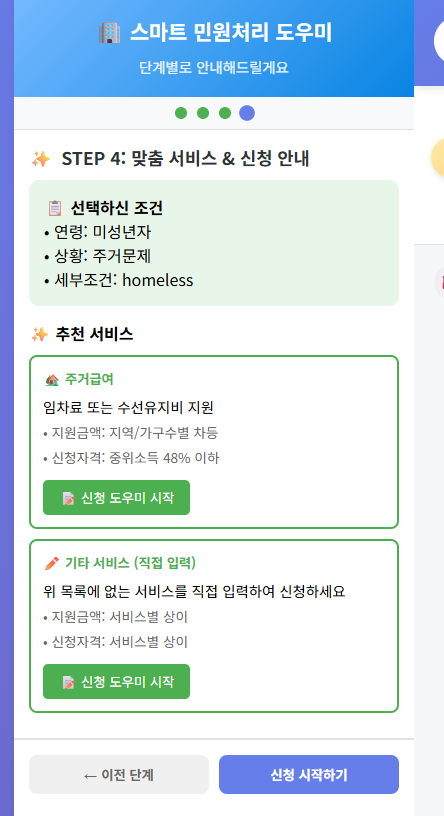 스마트 민원처리 도우미
단계별로 안내해드릴게요
STEP 4: 맞춤 서비스 & 신청 안내
선택하신 조건
• 연령: 미성년자
• 상황: 주거문제
• 세부조건: homeless
추천 서비스
주거급여
임차료 또는 수선유지비 지원
• 지원금액: 지역/가구수별 차등
• 신청자격: 중위소득 48% 이하
신청 도우미 시작
기타 서비스 (직접 입력)
위 목록에 없는 서비스를 직접 입력하여 신청하세요
• 지원금액: 서비스별 상이
• 신청자격: 서비스별 상이
신청 도우미 시작
← 이전 단계
신청 시작하기